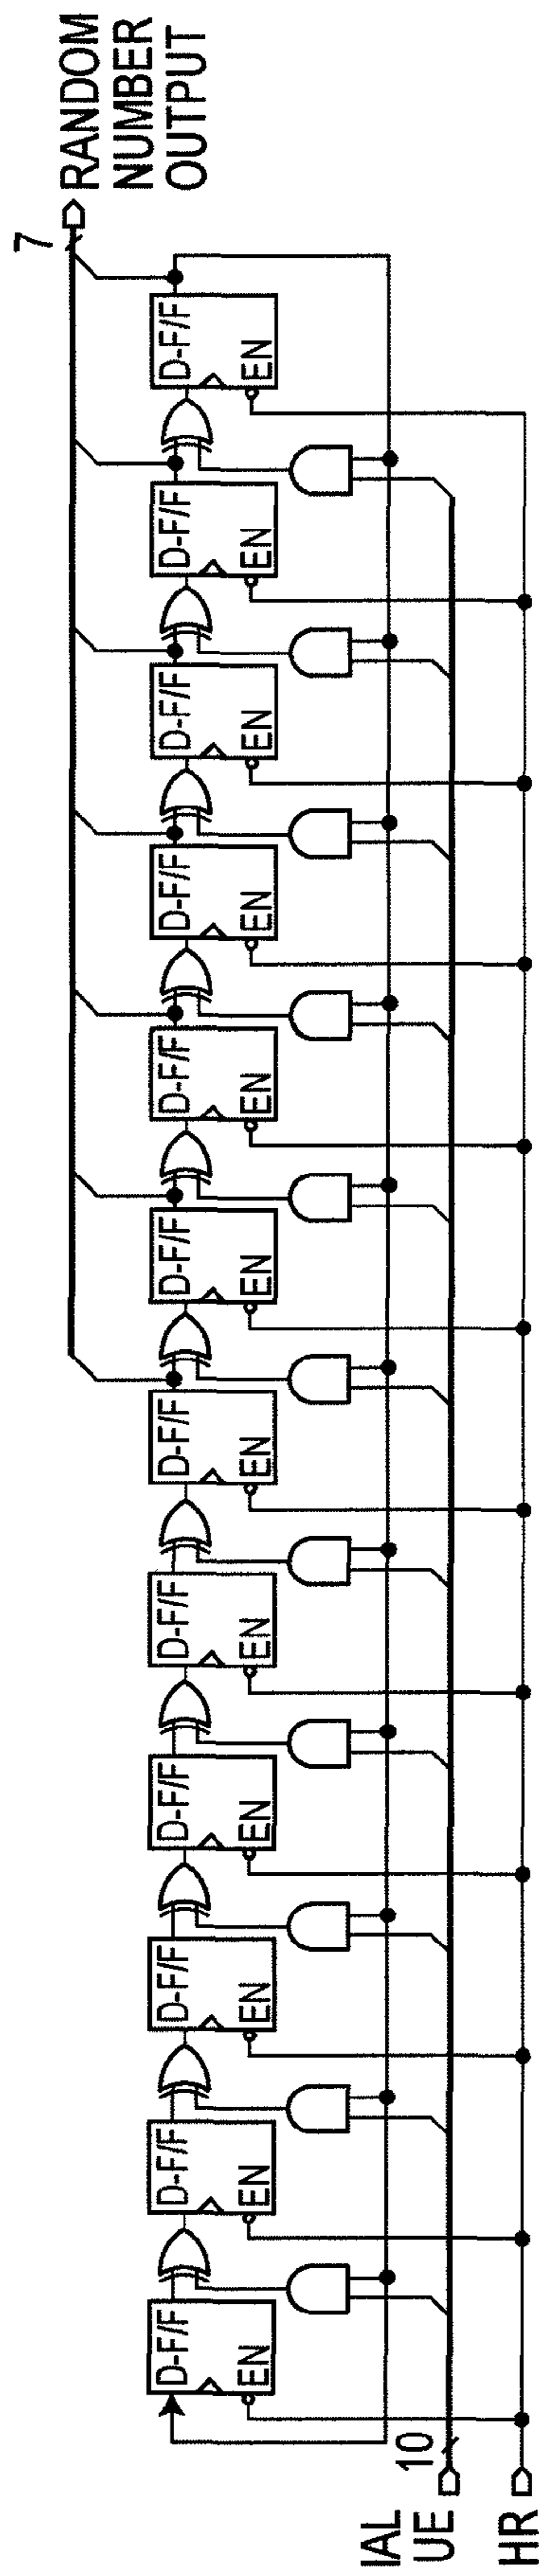 7
RANDOM
NUMBER
OUTPUT
D-F/F D-F/F D-F/F D-F/F D-F/F D-F/F D-F/F D-F/F D-F/F D-F/F D-F/F D-F/F
EN EN EN EN EN EN EN EN EN EN EN EN
IAL
10
UE
HR